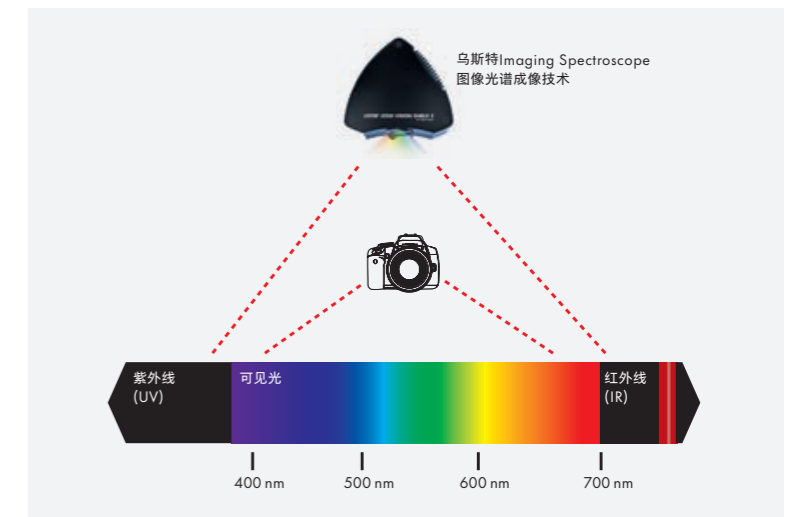 乌斯特Imaging Spectroscope
图像光谱成像技术
紫外线
(UV)
可见光
红外线
(IR)
400 nm
500 nm
600 nm
700 nm